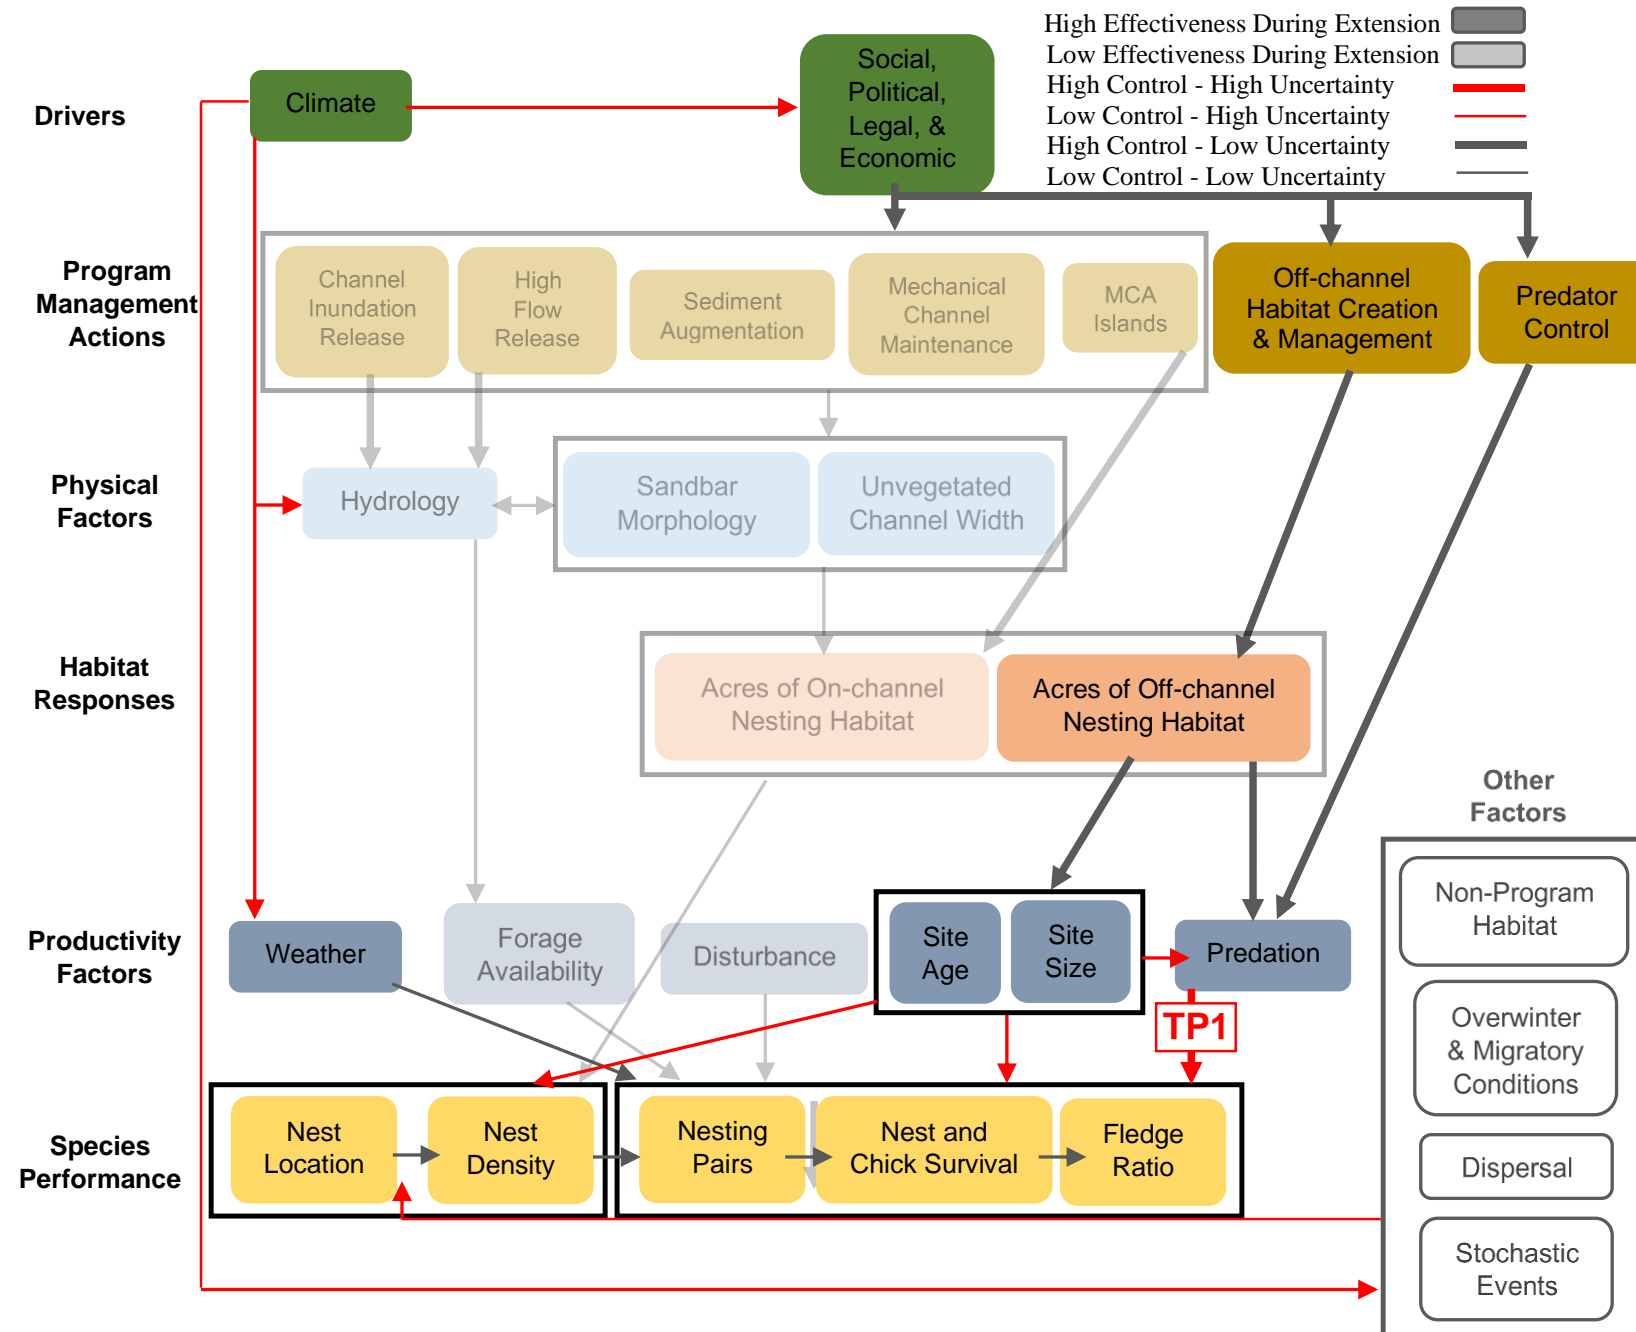 High Effectiveness During Extension
Low Effectiveness During Extension
High Control - High Uncertainty
Low Control - High Uncertainty
High Control - Low Uncertainty
Low Control - Low Uncertainty
Drivers
Climate
Social,
Political,
Legal, &
Economic
Program
Management
Actions
Channel
Inundation
Release
High
Flow
Release
Sediment
Augmentation
Mechanical
Channel
Maintenance
MCA
Islands
Off-channel
Habitat Creation
& Management
Predator
Control
Physical
Factors
Hydrology
Sandbar
Morphology
Unvegetated
Channel Width
Habitat
Responses
Acres of On-channel
Nesting Habitat
Acres of Off-channel
Nesting Habitat
Productivity
Factors
Weather
Forage
Availability
Disturbance
Site
Age
Site
Size
Predation
TP1
Species
Performance
Nest
Location
Nest
Density
Nesting
Pairs
Nest and
Chick Survival
Fledge
Ratio
Other
Factors
Non-Program
Habitat
Overwinter
& Migratory
Conditions
Dispersal
Stochastic
Events